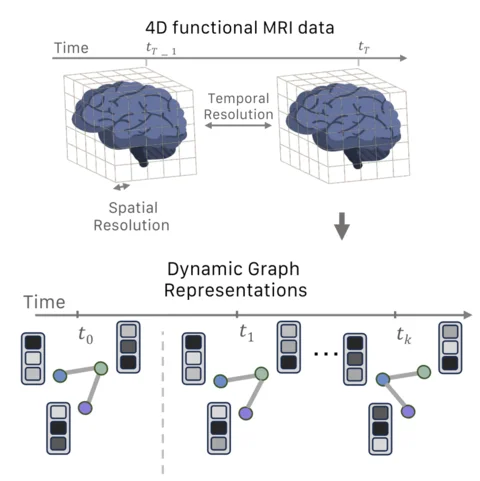 4D functional MRI data
Time
t_{T-1}
t_T
Temporal
Resolution
Spatial
Resolution
Dynamic Graph
Representations
Time
t_0
t_1
t_k
...